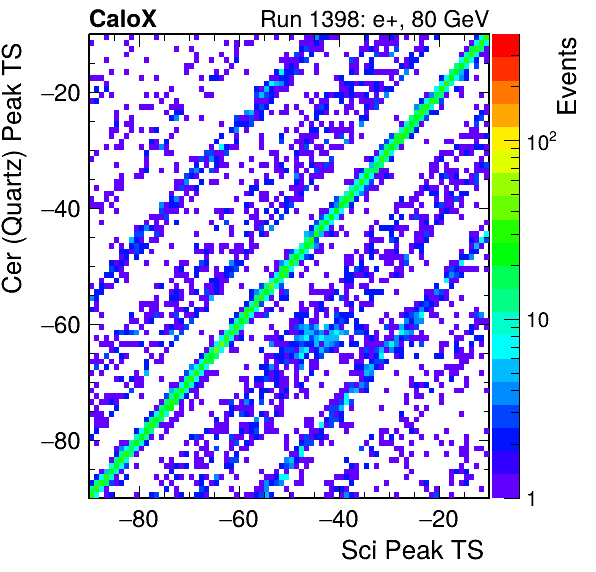 CaloX Run 1398: e+, 80 GeV
Cer (Quartz) Peak TS
−20
−40
−60
−80
−80 −60 −40 −20
Sci Peak TS
Events
10²
10
1